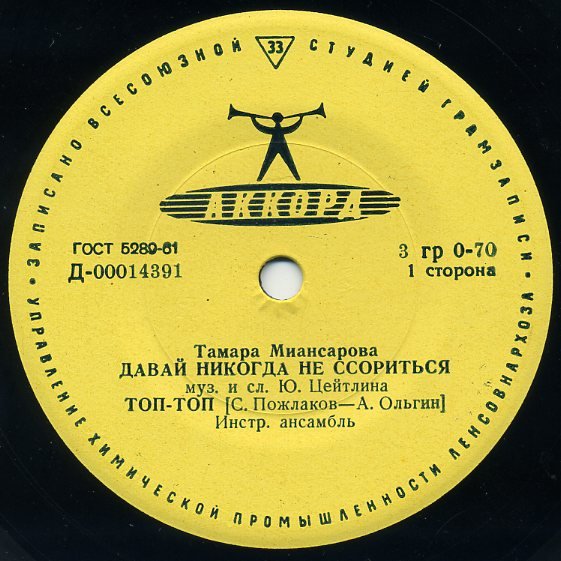 ЗАПИСАНО ВСЕСОЮЗНОЙ 33 СТУДИЕЙ ГРАМЗАПИСИ
АККОРД
ГОСТ 5289-61
Д-00014391
3 гр 0-70
1 сторона
Тамара Миансарова
ДАВАЙ НИКОГДА НЕ ССОРИТЬСЯ
муз. и сл. Ю. Цейтлина
ТОП-ТОП [С. Пожлаков—А. Ольгин]
Инстр. ансамбль
УПРАВЛЕНИЕ ХИМИЧЕСКОЙ ПРОМЫШЛЕННОСТИ ЛЕНСОВНАРХОЗА